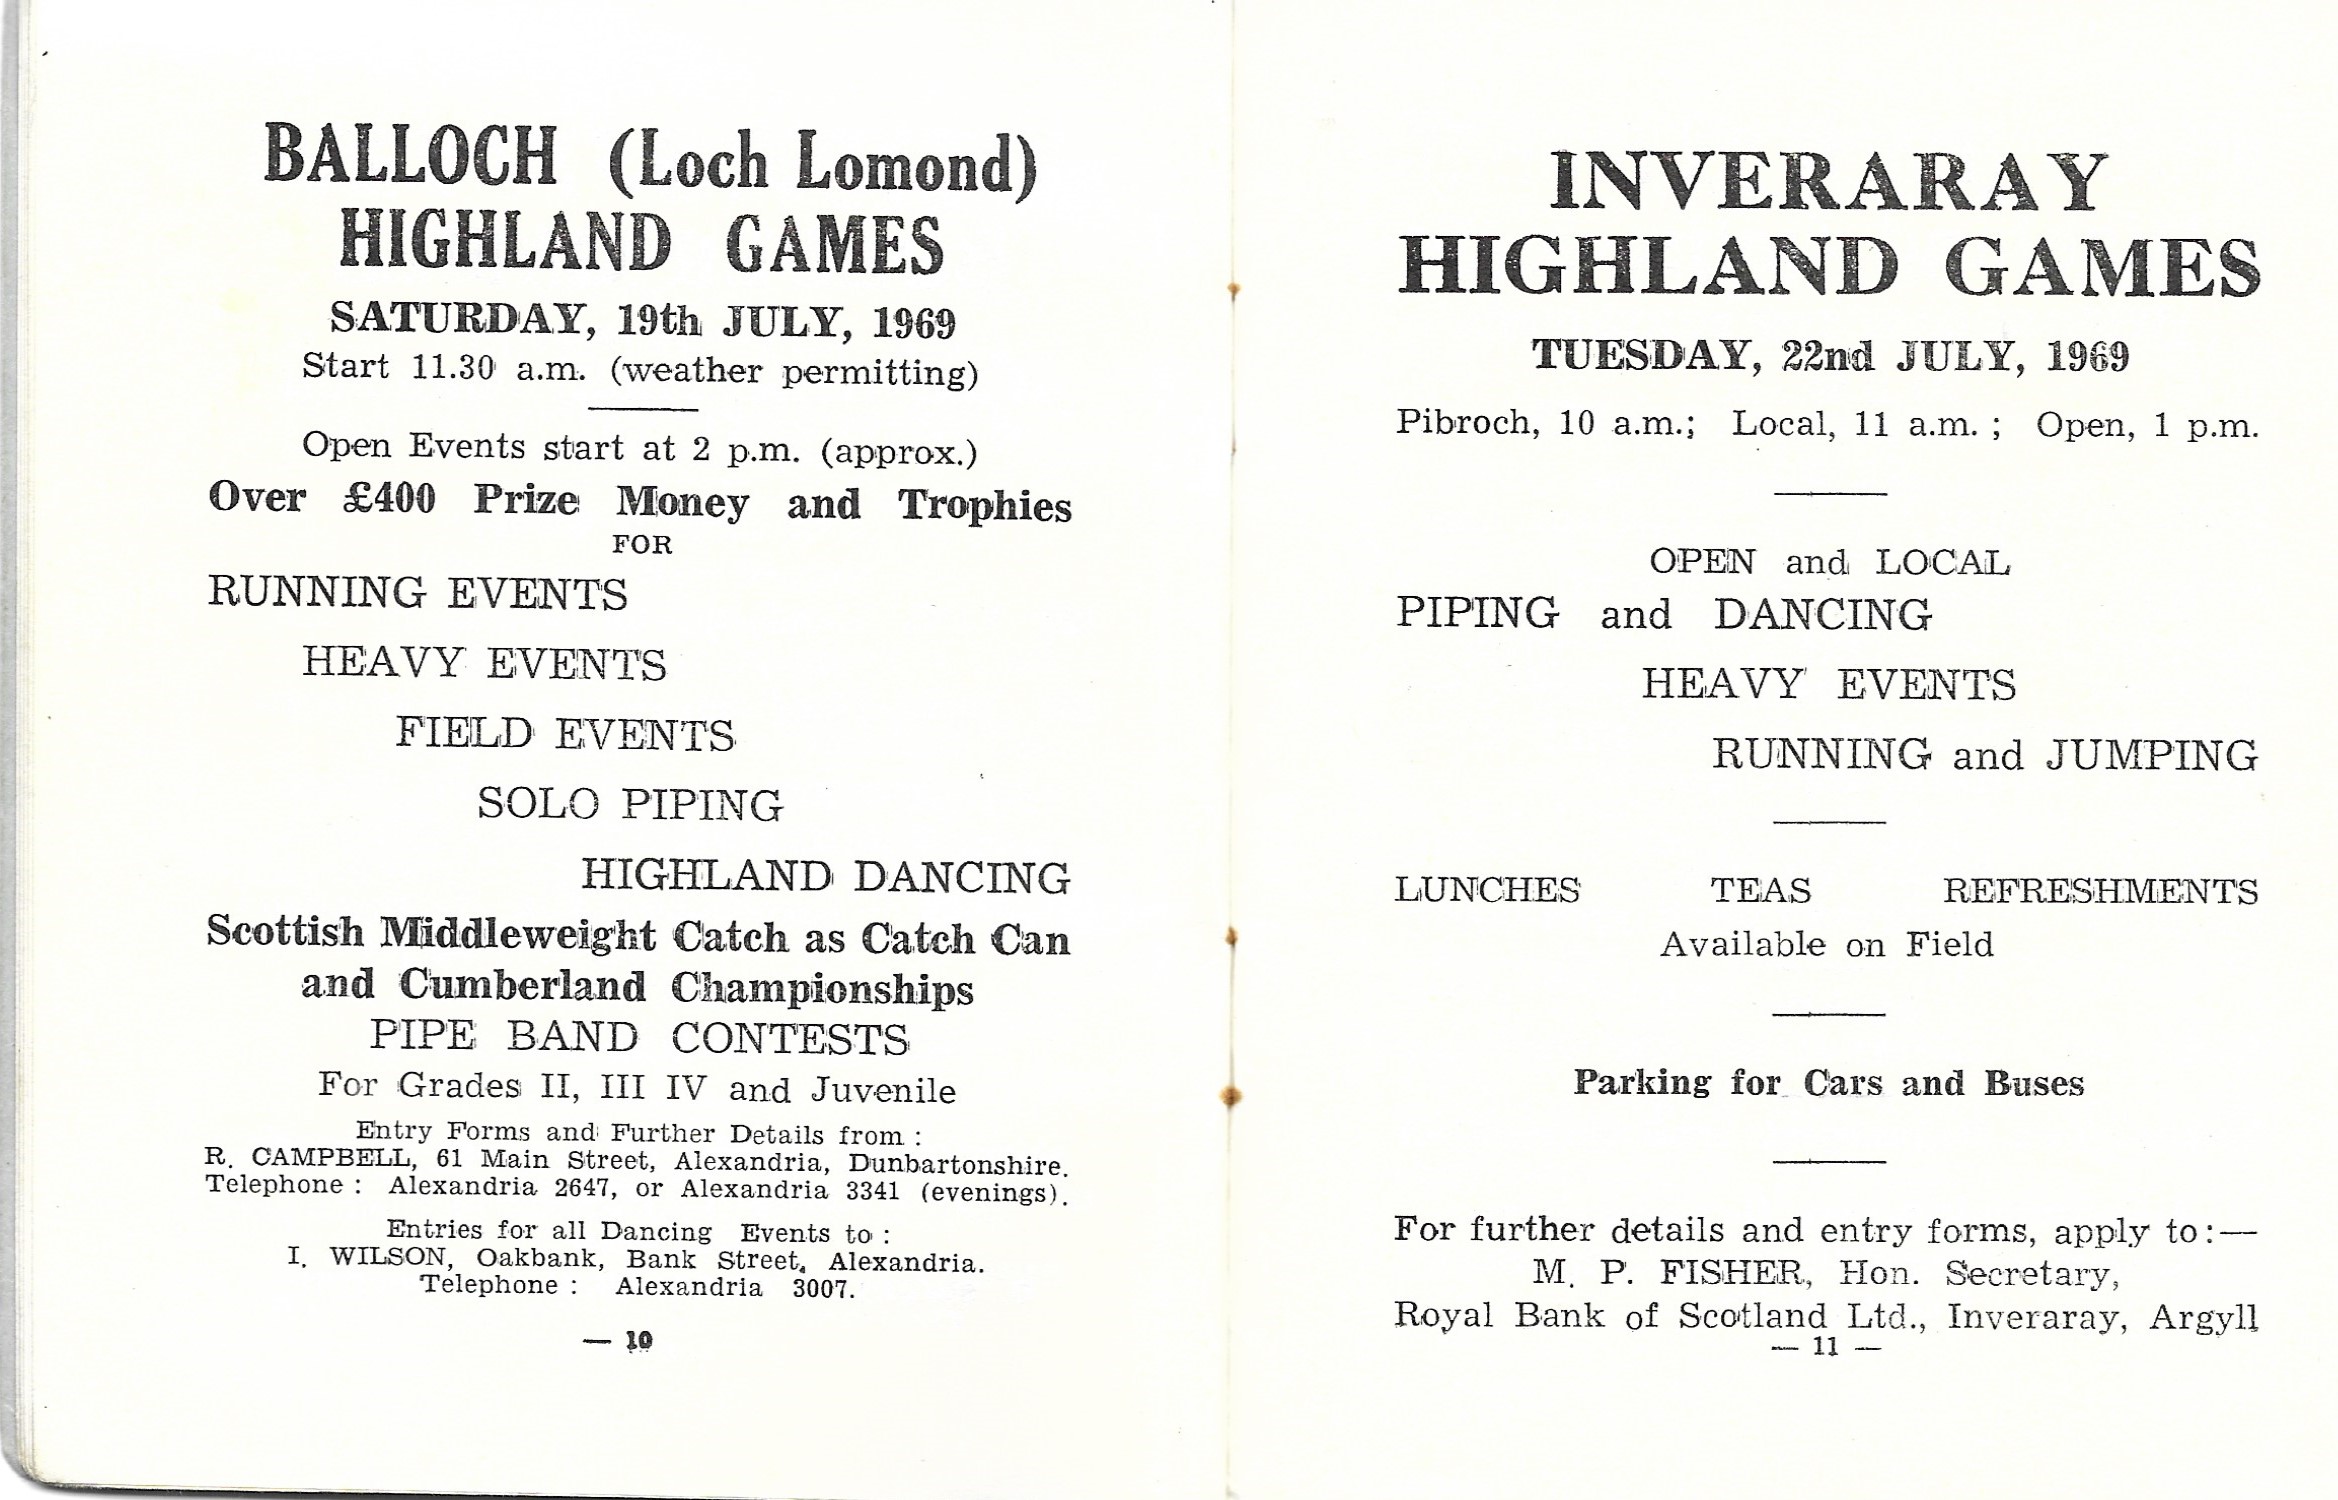 BALLOCH (Loch Lomond)
HIGHLAND GAMES
SATURDAY, 19th JULY, 1969
Start 11.30 a.m. (weather permitting)
Open Events start at 2 p.m. (approx.)
Over £400 Prize Money and Trophies
FOR
RUNNING EVENTS
HEAVY EVENTS
FIELD EVENTS
SOLO PIPING
HIGHLAND DANCING
Scottish Middleweight Catch as Catch Can
and Cumberland Championships
PIPE BAND CONTESTS
For Grades II, III IV and Juvenile
Entry Forms and Further Details from :
R. CAMPBELL, 61 Main Street, Alexandria, Dunbartonshire.
Telephone : Alexandria 2647, or Alexandria 3341 (evenings).
Entries for all Dancing Events to :
I. WILSON, Oakbank, Bank Street, Alexandria.
Telephone : Alexandria 3007.
— 10
INVERARAY
HIGHLAND GAMES
TUESDAY, 22nd JULY, 1969
Pibroch, 10 a.m.; Local, 11 a.m. ; Open, 1 p.m.
OPEN and LOCAL
PIPING and DANCING
HEAVY EVENTS
RUNNING and JUMPING
LUNCHES TEAS REFRESHMENTS
Available on Field
Parking for Cars and Buses
For further details and entry forms, apply to :—
M. P. FISHER, Hon. Secretary,
Royal Bank of Scotland Ltd., Inveraray, Argyll
— 11 —